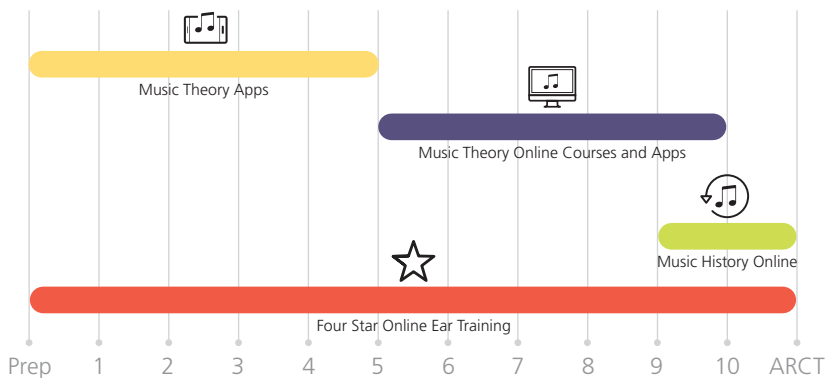 Music Theory Apps
Music Theory Online Courses and Apps
Music History Online
Four Star Online Ear Training
Prep 1 2 3 4 5 6 7 8 9 10 ARCT